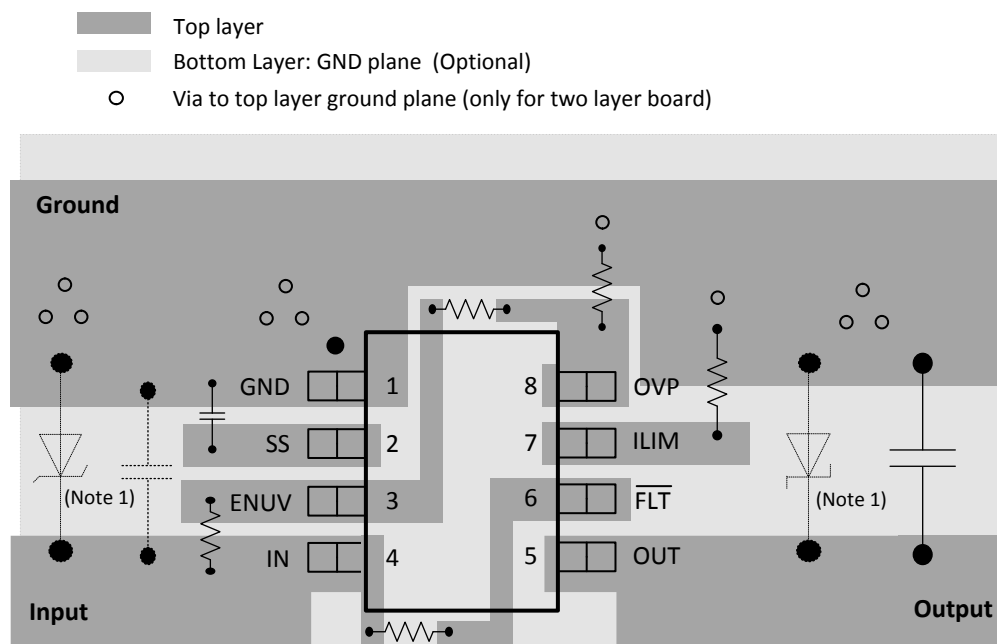 Top layer
Bottom Layer: GND plane (Optional)
Via to top layer ground plane (only for two layer board)
Ground
GND 1 8 OVP
SS 2 7 ILIM
(Note 1) ENUV 3 6 FLT (Note 1)
IN 4 5 OUT
Input Output